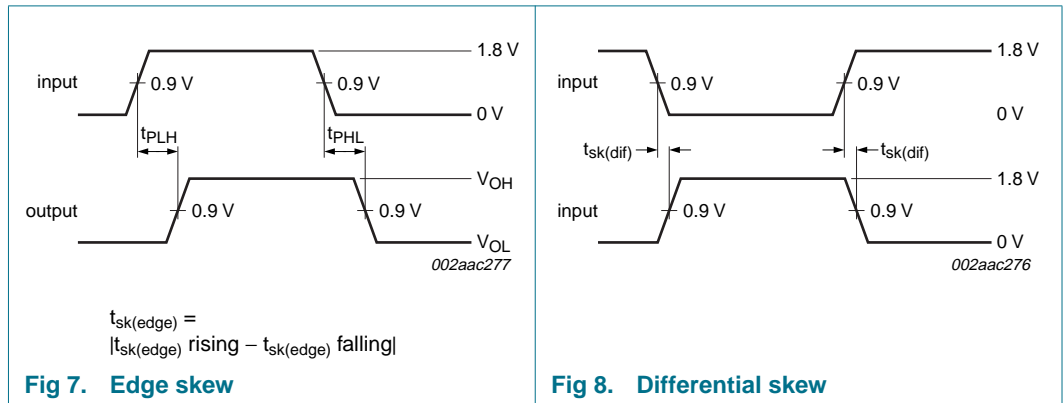 1.8 V
input
0.9 V
0.9 V
0 V
tPLH
tPHL
VOH
output
0.9 V
0.9 V
VOL
002aac277
tsk(edge) =
|tsk(edge) rising − tsk(edge) falling|
Fig 7. Edge skew
1.8 V
input
0.9 V
0.9 V
0 V
tsk(dif)
tsk(dif)
1.8 V
input
0.9 V
0.9 V
0 V
002aac276
Fig 8. Differential skew